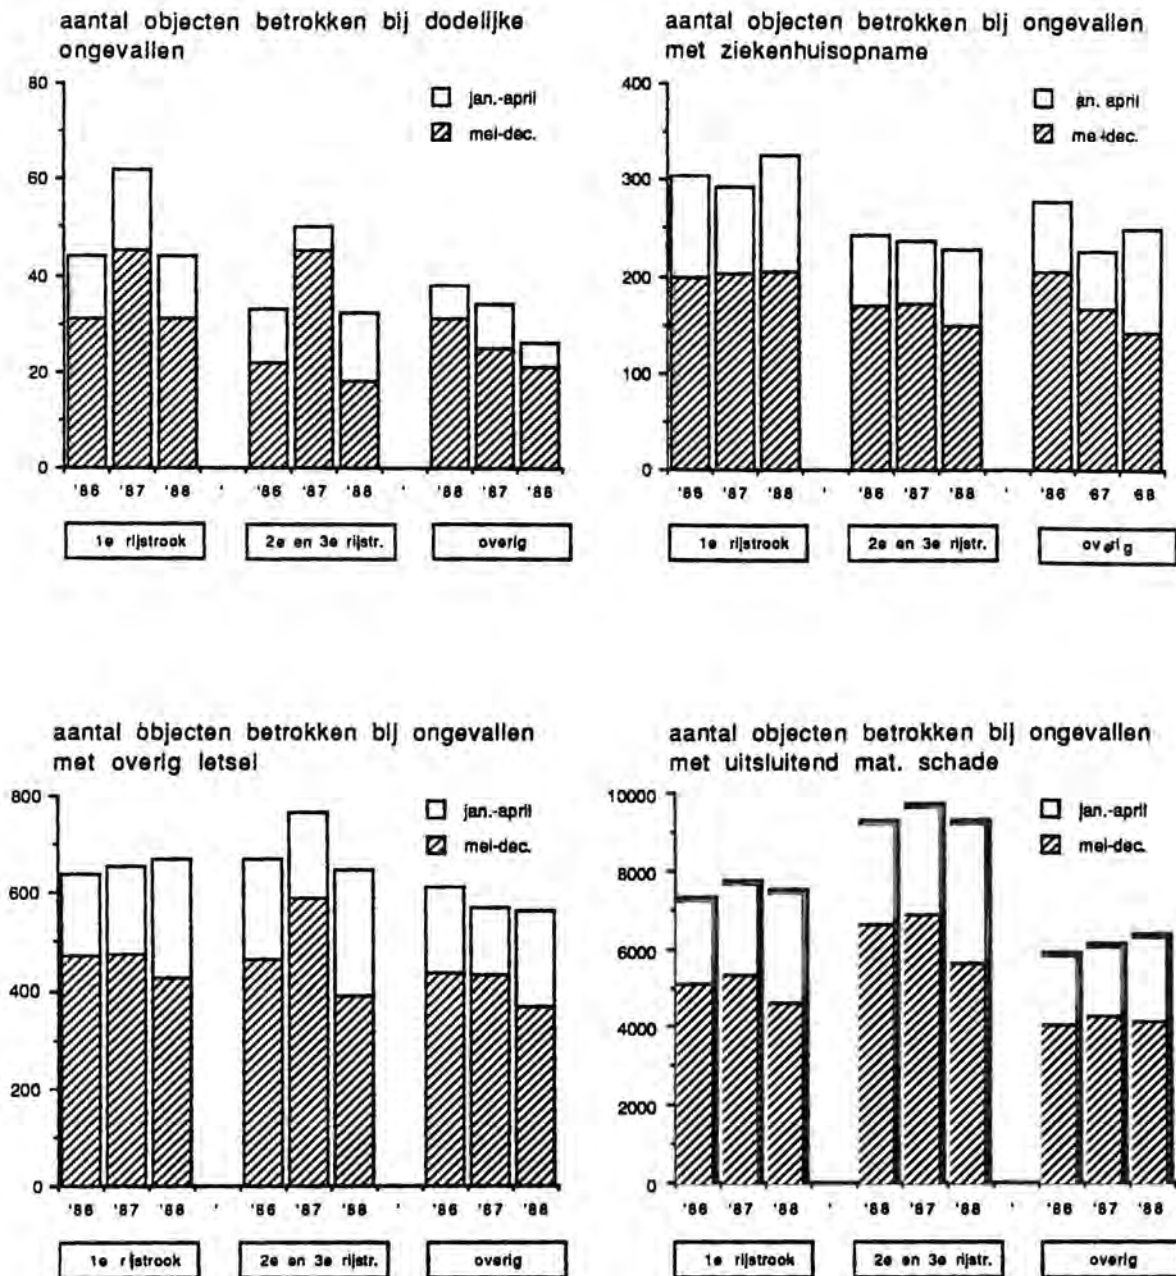 aantal objecten betrokken bij dodelijke
ongevallen
80
60
40
20
0
jan.-april
mei-dec.
'86 '87 '88 ' '86 '87 '88 ' '88 '87 '88
1e rijstrook 2e en 3e rijstr. overig
aantal objecten betrokken bij ongevallen
met ziekenhuisopname
400
300
200
100
0
jan. april
me+dec.
'86 '87 '88 ' '86 '87 '88 ' '86 67 68
1e rijstrook 2e en 3e rijstr. overig
aantal objecten betrokken bij ongevallen
met overig letsel
800
600
400
200
0
jan.-april
mei-dec.
'86 '87 '88 ' '86 '87 '88 ' '86 '87 '88
1e rijstrook 2e en 3e rijstr. overig
aantal objecten betrokken bij ongevallen
met uitsluitend mat. schade
10000
8000
6000
4000
2000
0
jan.-april
mei-dec.
'86 '87 '88 ' '88 '87 '88 ' '86 '87 '88
1e rijstrook 2e en 3e rijstr. overig